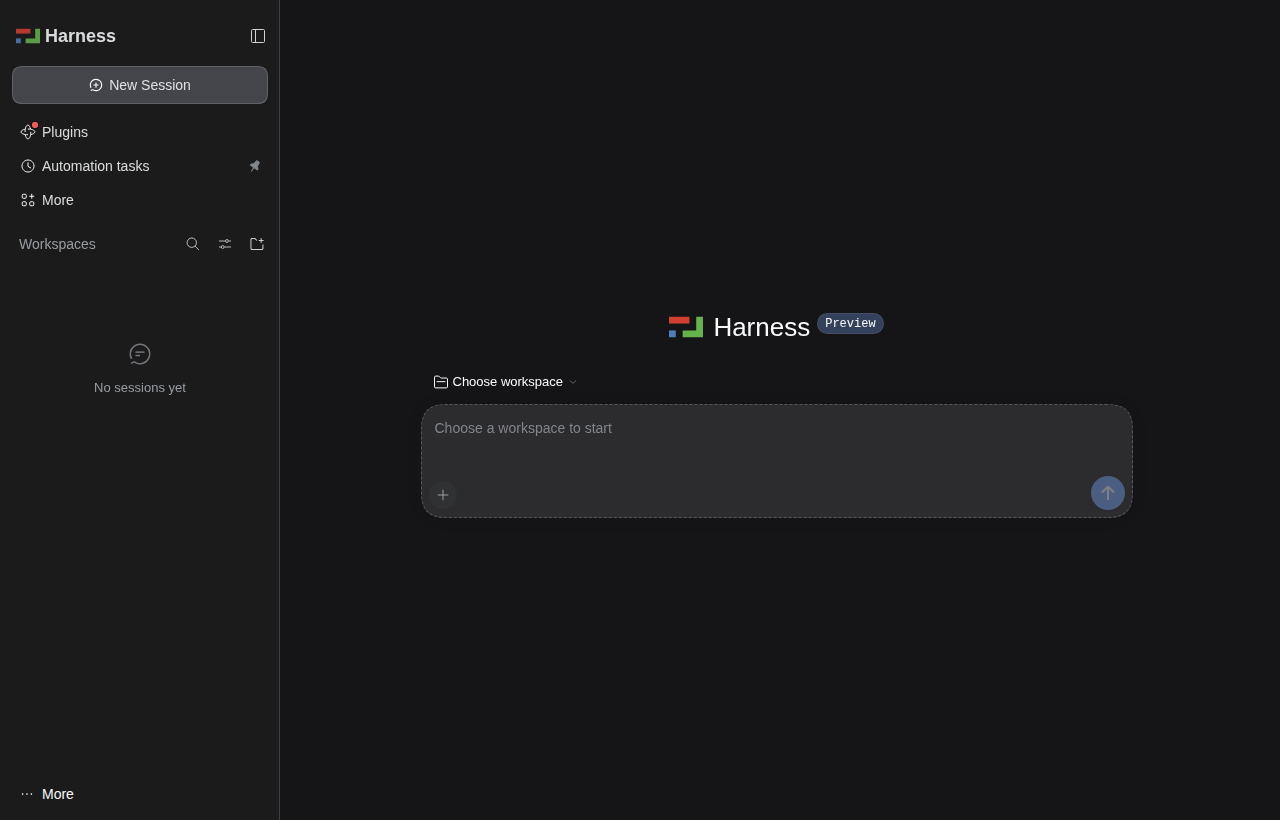 Harness
New Session
Plugins
Automation tasks
More
Workspaces
No sessions yet
More
Harness Preview
Choose workspace
Choose a workspace to start